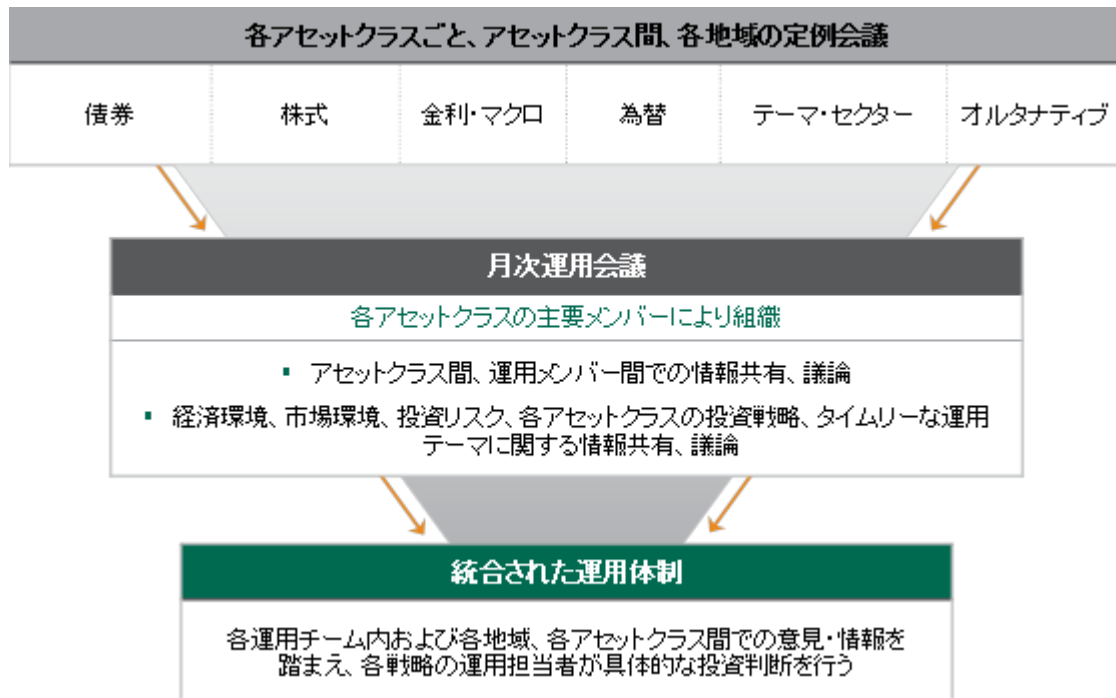 各アセットクラスごと、アセットクラス間、各地域の定例会議
債券 株式 金利・マクロ 為替 テーマ・セクター オルタナティブ
月次運用会議
各アセットクラスの主要メンバーにより組織
▪ アセットクラス間、運用メンバー間での情報共有、議論
▪ 経済環境、市場環境、投資リスク、各アセットクラスの投資戦略、タイムリーな運用
テーマに関する情報共有、議論
統合された運用体制
各運用チーム内および各地域、各アセットクラス間での意見・情報を
踏まえ、各戦略の運用担当者が具体的な投資判断を行う